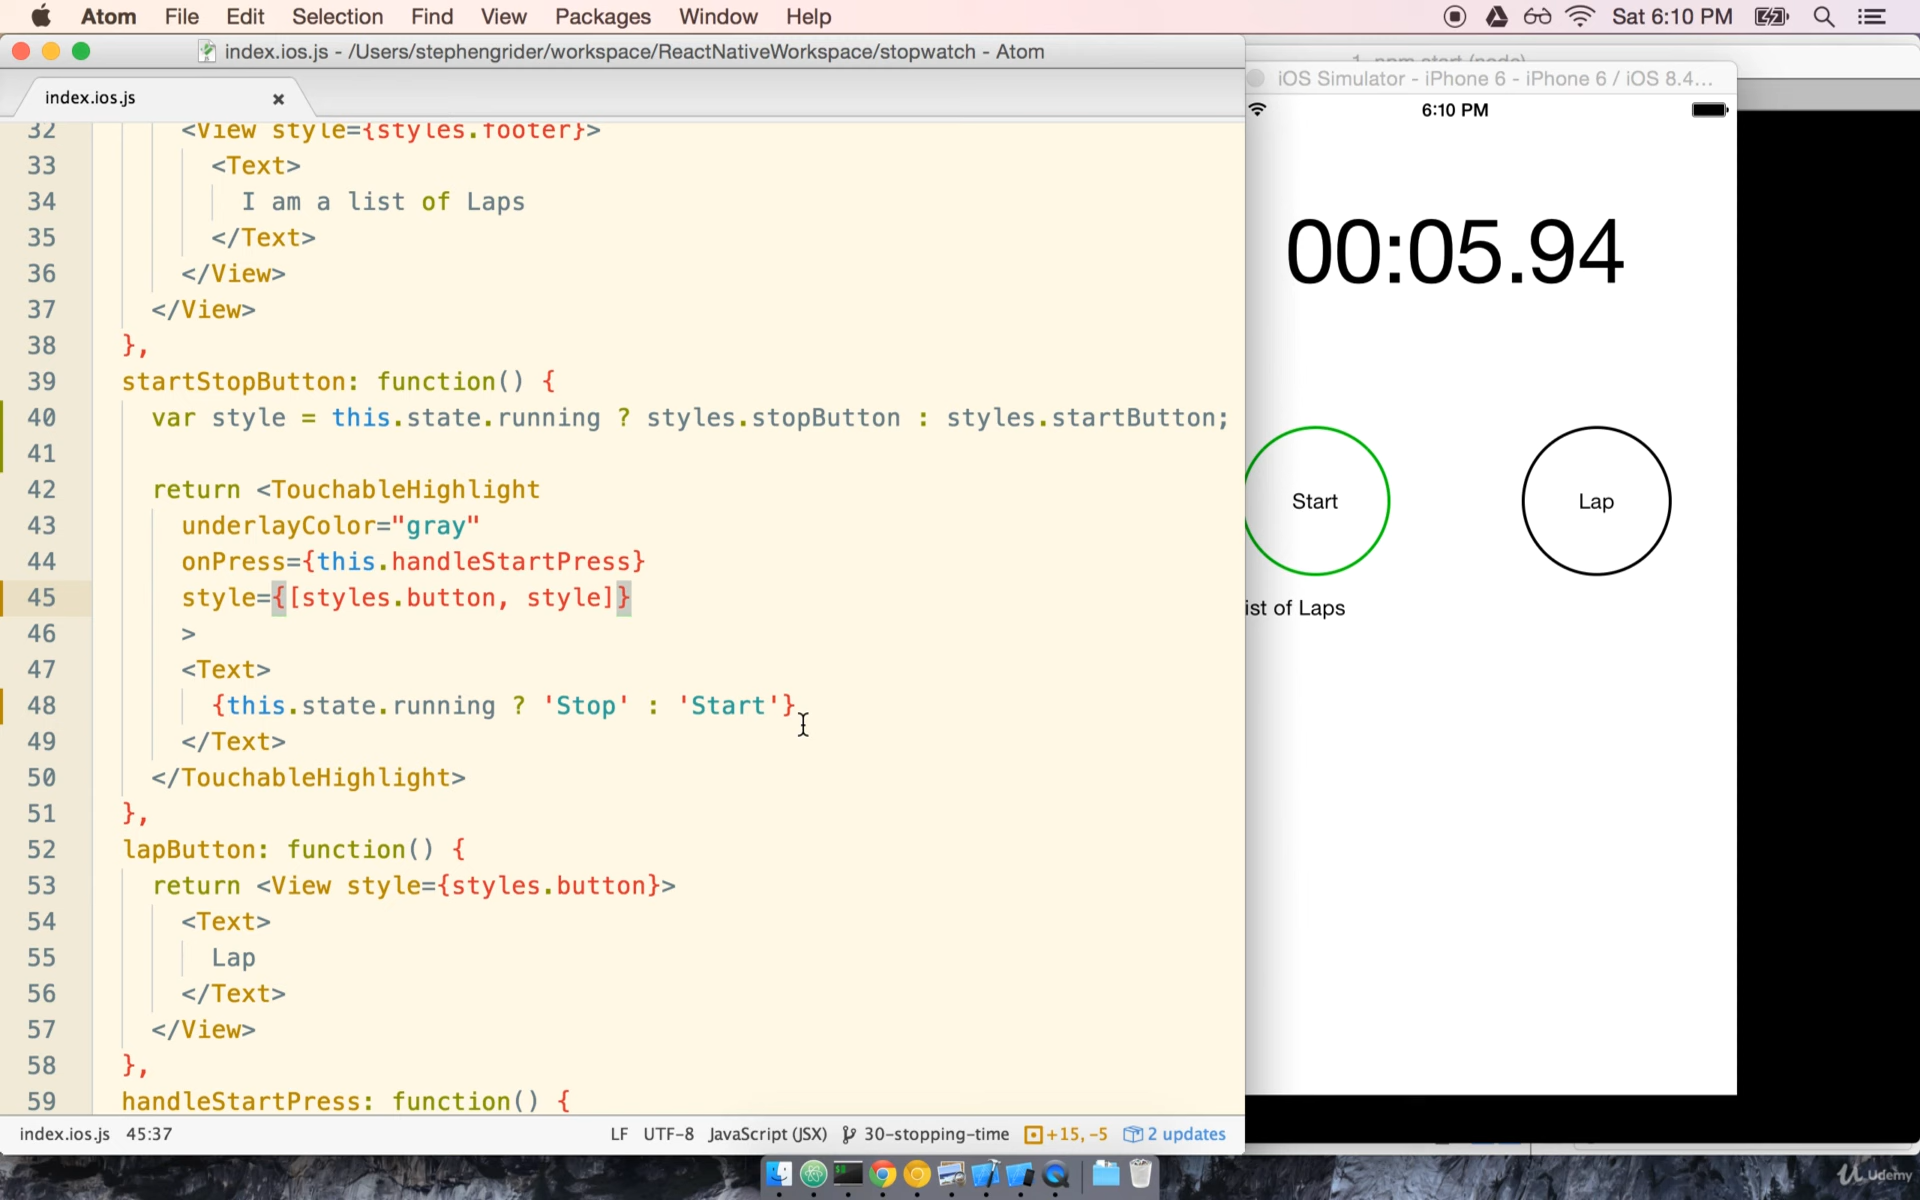 Atom File Edit Selection Find View Packages Window Help Sat 6:10 PM
index.ios.js - /Users/stephengrider/workspace/ReactNativeWorkspace/stopwatch - Atom
index.ios.js
32 <View style={styles.footer}>
33 <Text>
34 I am a list of Laps
35 </Text>
36 </View>
37 </View>
38 },
39 startStopButton: function() {
40 var style = this.state.running ? styles.stopButton : styles.startButton;
41
42 return <TouchableHighlight
43 underlayColor="gray"
44 onPress={this.handleStartPress}
45 style={[styles.button, style]}
46 >
47 <Text>
48 {this.state.running ? 'Stop' : 'Start'}
49 </Text>
50 </TouchableHighlight>
51 },
52 lapButton: function() {
53 return <View style={styles.button}>
54 <Text>
55 Lap
56 </Text>
57 </View>
58 },
59 handleStartPress: function() {
index.ios.js 45:37 LF UTF-8 JavaScript (JSX) 30-stopping-time +15, -5 2 updates
iOS Simulator - iPhone 6 - iPhone 6 / iOS 8.4...
6:10 PM
00:05.94
Start Lap
ist of Laps
Udemy